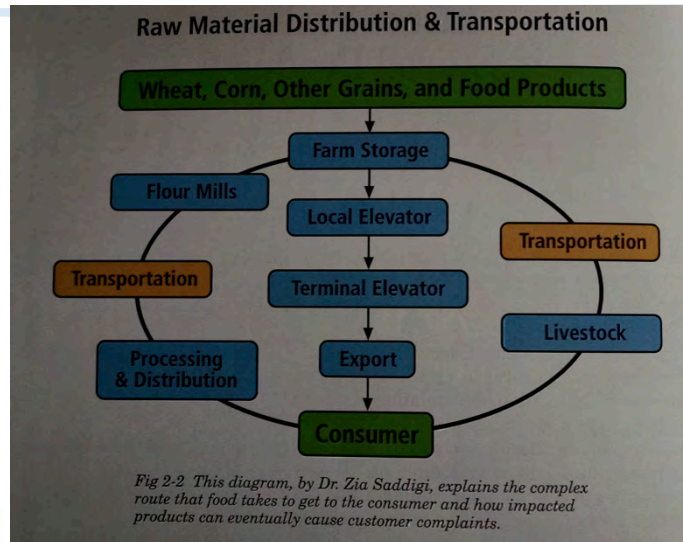 Raw Material Distribution & Transportation
Wheat, Corn, Other Grains, and Food Products
Farm Storage
Flour Mills
Local Elevator
Transportation
Transportation
Terminal Elevator
Livestock
Processing
& Distribution
Export
Consumer
Fig 2-2 This diagram, by Dr. Zia Saddigi, explains the complex
route that food takes to get to the consumer and how impacted
products can eventually cause customer complaints.